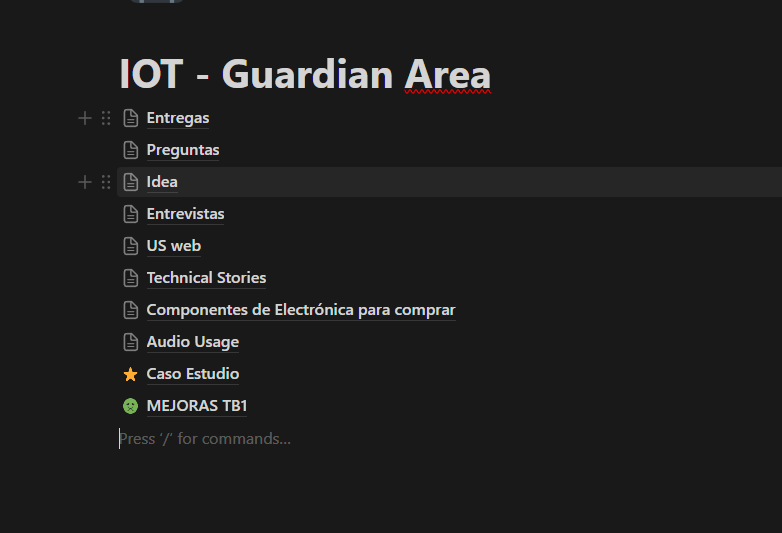 IOT - Guardian Area
Entregas
Preguntas
Idea
Entrevistas
US web
Technical Stories
Componentes de Electrónica para comprar
Audio Usage
Caso Estudio
MEJORAS TB1
Press '/' for commands...